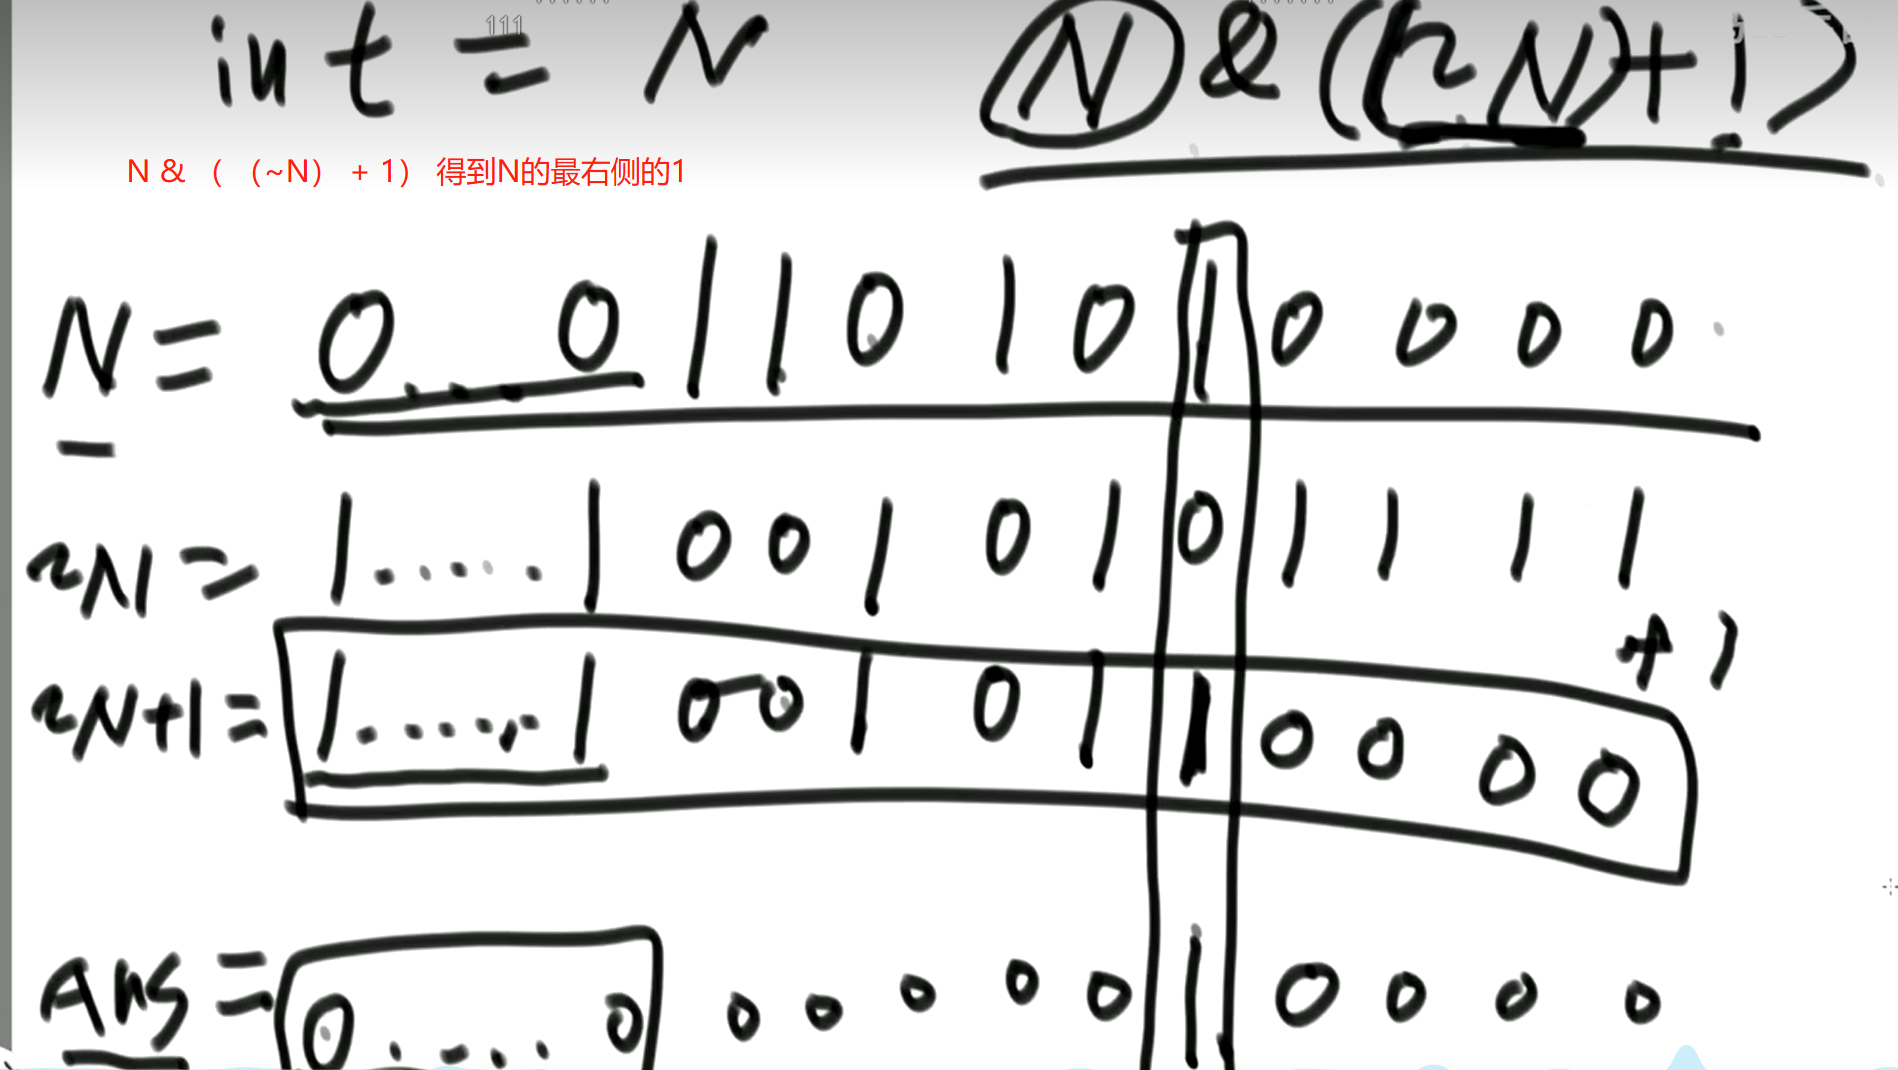 int = N N & ((~N)+1)
N & （ （~N） + 1） 得到N的最右侧的1
N = 0....0 1 1 0 1 0 1 0 0 0 0
~N = 1.....1 0 0 1 0 1 0 1 1 1 1
+1
~N+1 = 1.....1 0 0 1 0 1 1 0 0 0 0
Ans = 0....0 0 0 0 0 0 1 0 0 0 0